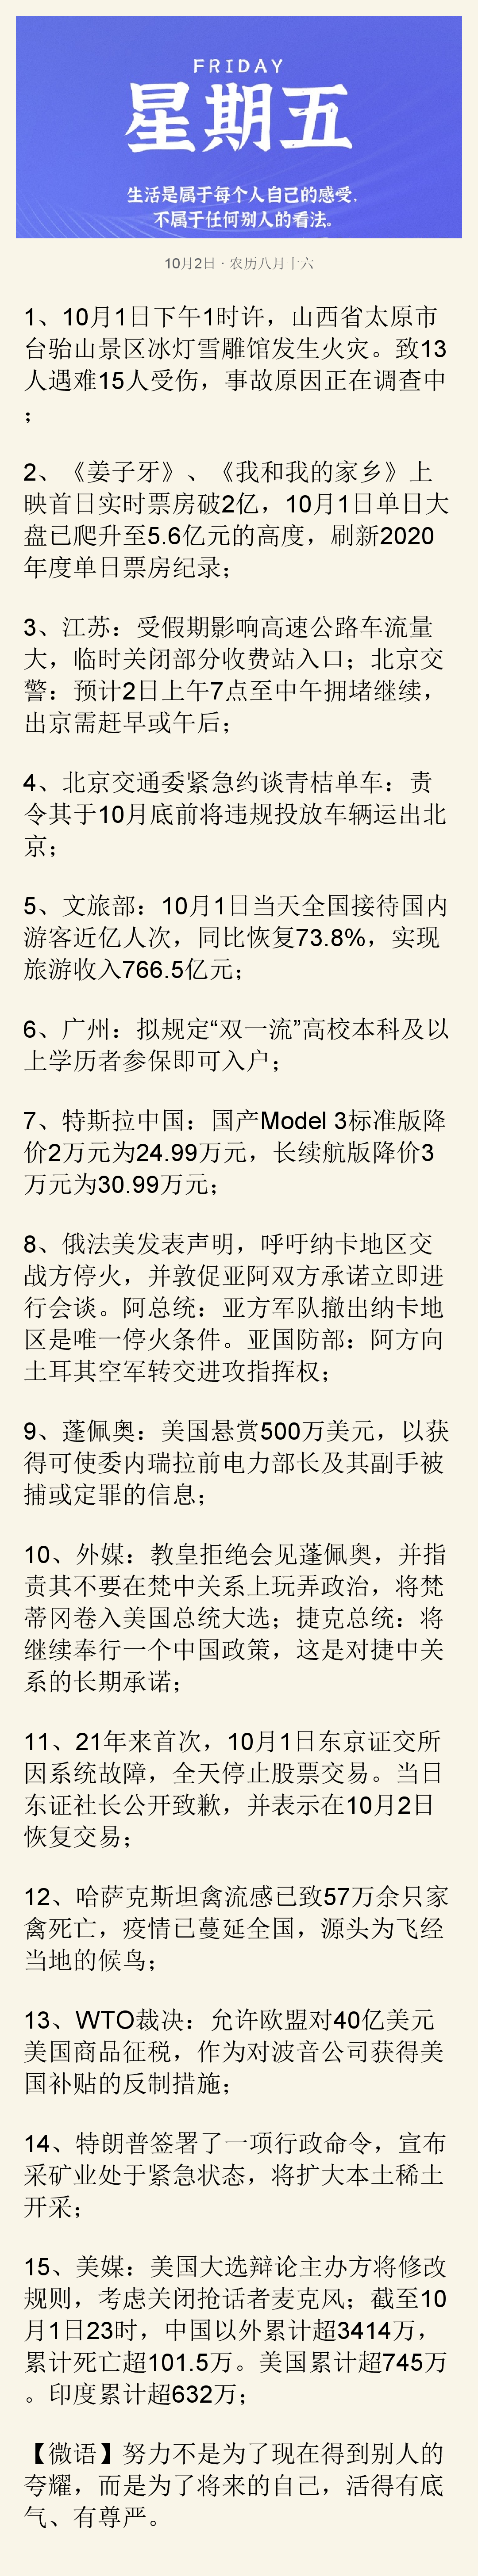 FRIDAY
星期五
生活是属于每个人自己的感受,
不属于任何别人的看法。
10月2日 · 农历八月十六
1、10月1日下午1时许，山西省太原市
台骀山景区冰灯雪雕馆发生火灾。致13
人遇难15人受伤，事故原因正在调查中
；
2、《姜子牙》、《我和我的家乡》上
映首日实时票房破2亿，10月1日单日大
盘已爬升至5.6亿元的高度，刷新2020
年度单日票房纪录；
3、江苏：受假期影响高速公路车流量
大，临时关闭部分收费站入口；北京交
警：预计2日上午7点至中午拥堵继续，
出京需赶早或午后；
4、北京交通委紧急约谈青桔单车：责
令其于10月底前将违规投放车辆运出北
京；
5、文旅部：10月1日当天全国接待国内
游客近亿人次，同比恢复73.8%，实现
旅游收入766.5亿元；
6、广州：拟规定“双一流”高校本科及以
上学历者参保即可入户；
7、特斯拉中国：国产Model 3标准版降
价2万元为24.99万元，长续航版降价3
万元为30.99万元；
8、俄法美发表声明，呼吁纳卡地区交
战方停火，并敦促亚阿双方承诺立即进
行会谈。阿总统：亚方军队撤出纳卡地
区是唯一停火条件。亚国防部：阿方向
土耳其空军转交进攻指挥权；
9、蓬佩奥：美国悬赏500万美元，以获
得可使委内瑞拉前电力部长及其副手被
捕或定罪的信息；
10、外媒：教皇拒绝会见蓬佩奥，并指
责其不要在梵中关系上玩弄政治，将梵
蒂冈卷入美国总统大选；捷克总统：将
继续奉行一个中国政策，这是对捷中关
系的长期承诺；
11、21年来首次，10月1日东京证交所
因系统故障，全天停止股票交易。当日
东证社长公开致歉，并表示在10月2日
恢复交易；
12、哈萨克斯坦禽流感已致57万余只家
禽死亡，疫情已蔓延全国，源头为飞经
当地的候鸟；
13、WTO裁决：允许欧盟对40亿美元
美国商品征税，作为对波音公司获得美
国补贴的反制措施；
14、特朗普签署了一项行政命令，宣布
采矿业处于紧急状态，将扩大本土稀土
开采；
15、美媒：美国大选辩论主办方将修改
规则，考虑关闭抢话者麦克风；截至10
月1日23时，中国以外累计超3414万，
累计死亡超101.5万。美国累计超745万
。印度累计超632万；
【微语】努力不是为了现在得到别人的
夸耀，而是为了将来的自己，活得有底
气、有尊严。